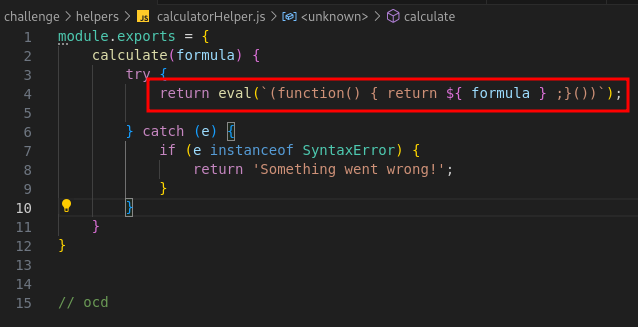 challenge > helpers > JS calculatorHelper.js > <unknown> > calculate
1 module.exports = {
2 calculate(formula) {
3 try {
4 return eval(`(function() { return ${ formula } ;}())`);
5
6 } catch (e) {
7 if (e instanceof SyntaxError) {
8 return 'Something went wrong!';
9 }
10 }
11 }
12 }
13
14
15 // ocd